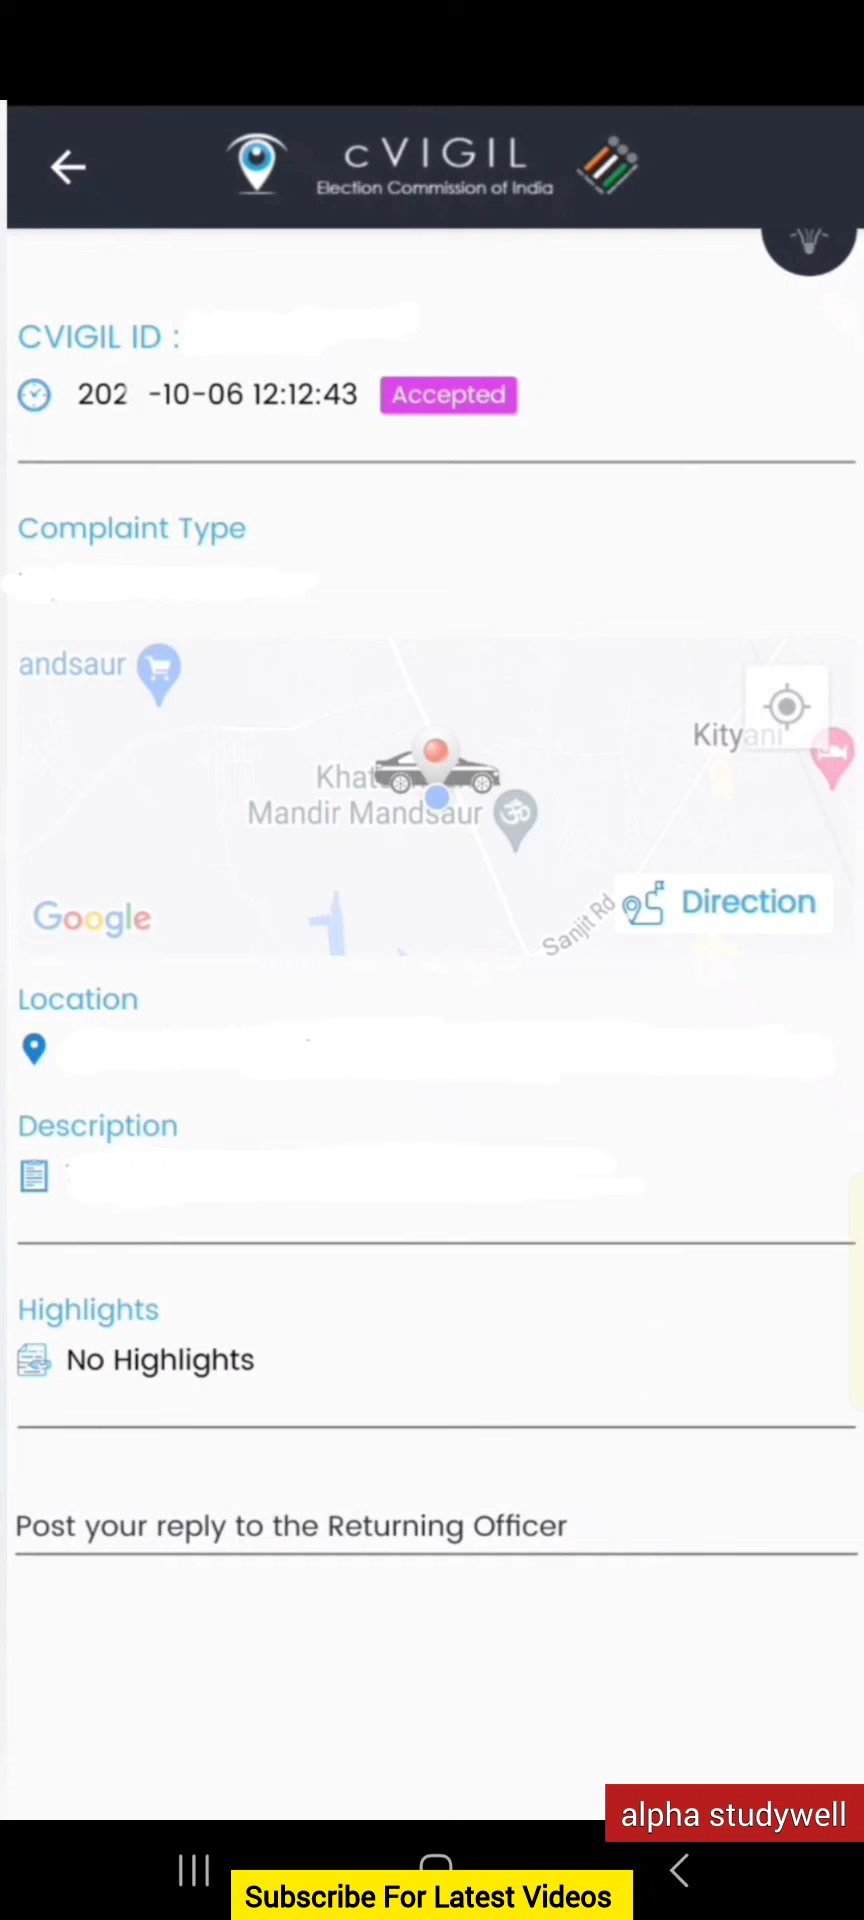 cVIGIL
Election Commission of India
CVIGIL ID :
202 -10-06 12:12:43 Accepted
Complaint Type
andsaur
Kityani
Khat
Mandir Mandsaur
ॐ
Google
Sanjit Rd
Direction
Location
Description
Highlights
No Highlights
Post your reply to the Returning Officer
alpha studywell
Subscribe For Latest Videos